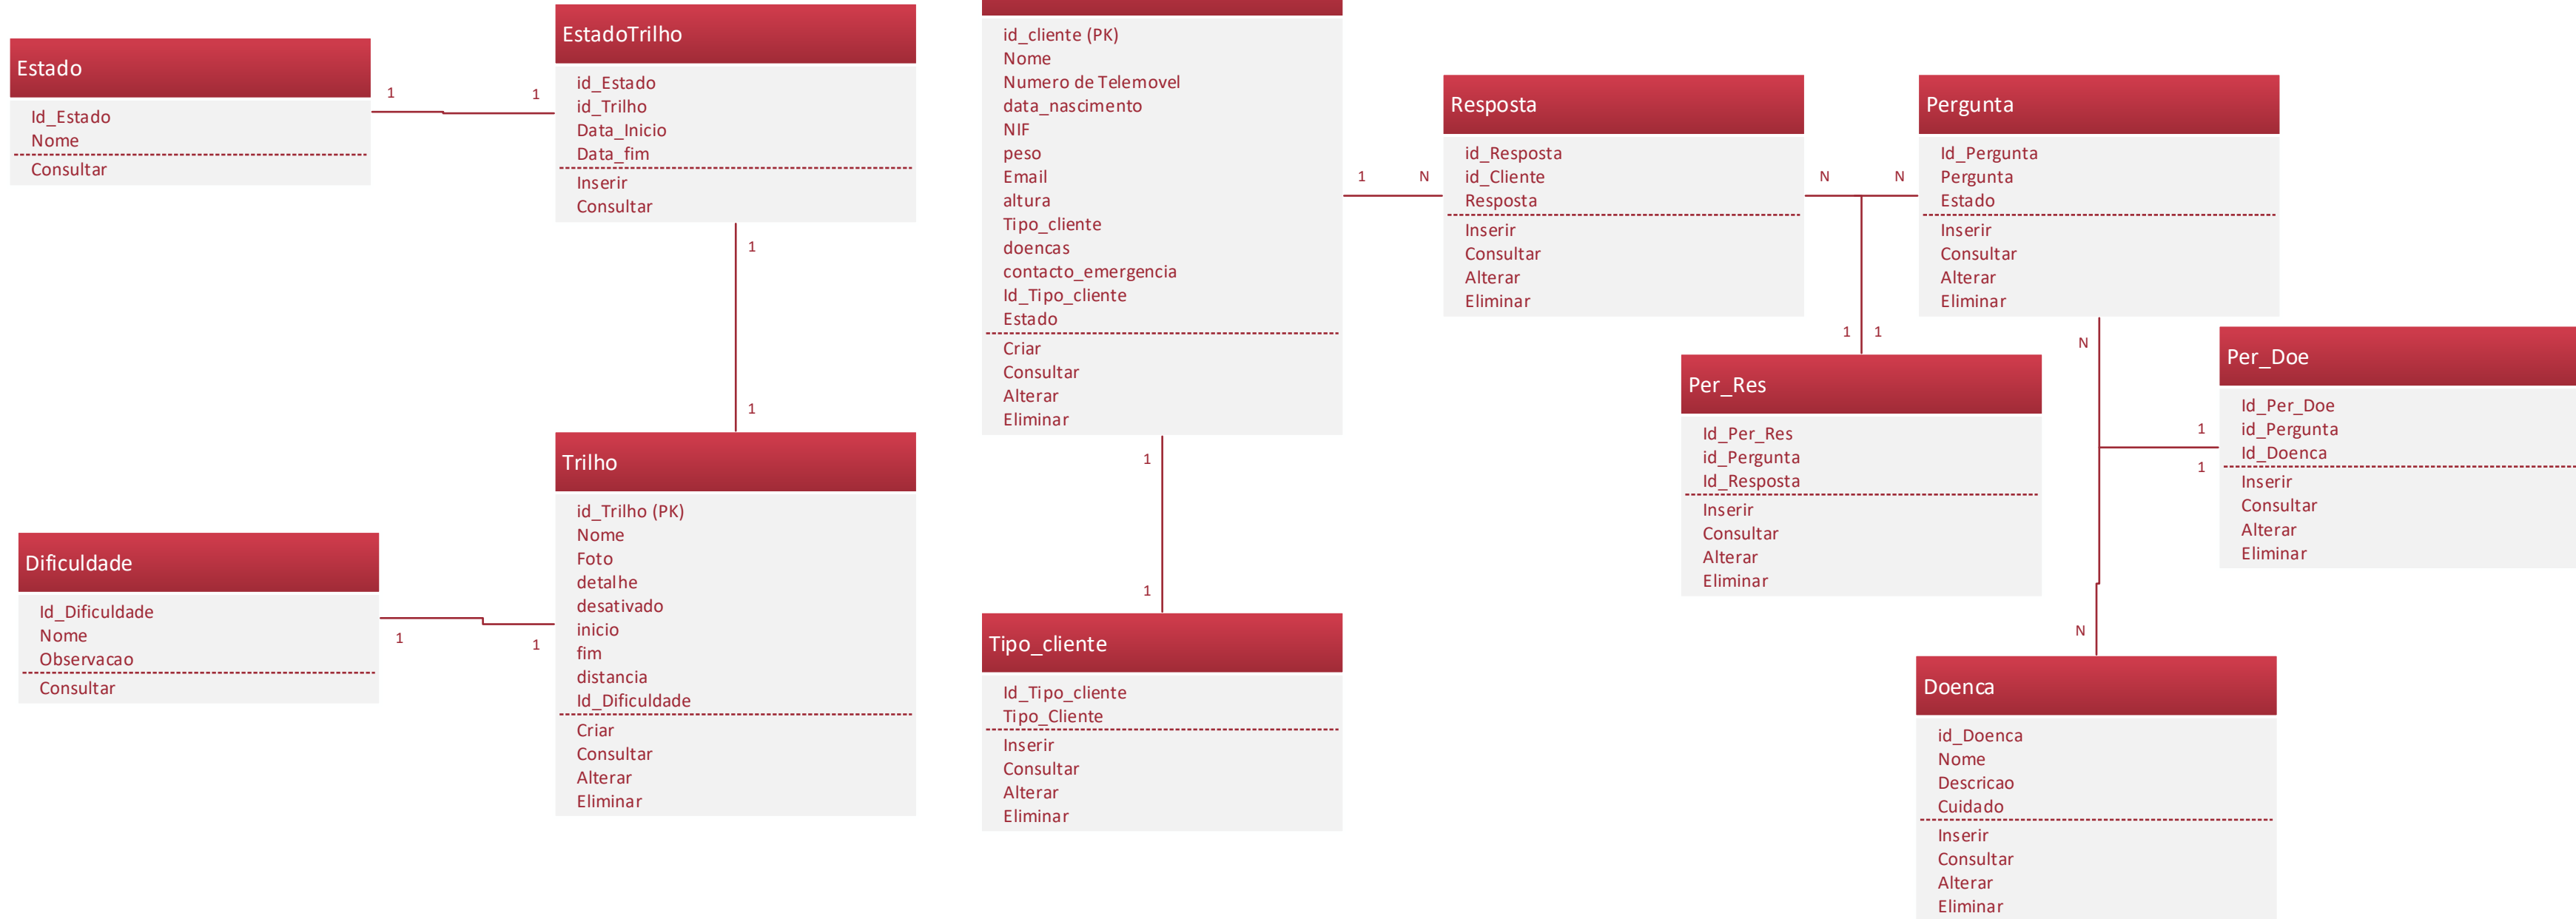 Estado
Id_Estado
Nome
Consultar
1
1
EstadoTrilho
id_Estado
id_Trilho
Data_Inicio
Data_fim
Inserir
Consultar
1
1
Trilho
id_Trilho (PK)
Nome
Foto
detalhe
desativado
inicio
fim
distancia
Id_Dificuldade
Criar
Consultar
Alterar
Eliminar
Dificuldade
Id_Dificuldade
Nome
Observacao
Consultar
1
1
id_cliente (PK)
Nome
Numero de Telemovel
data_nascimento
NIF
peso
Email
altura
Tipo_cliente
doencas
contacto_emergencia
Id_Tipo_cliente
Estado
Criar
Consultar
Alterar
Eliminar
1
1
Tipo_cliente
Id_Tipo_cliente
Tipo_Cliente
Inserir
Consultar
Alterar
Eliminar
1
N
Resposta
id_Resposta
id_Cliente
Resposta
Inserir
Consultar
Alterar
Eliminar
N
N
1
1
Pergunta
Id_Pergunta
Pergunta
Estado
Inserir
Consultar
Alterar
Eliminar
Per_Res
Id_Per_Res
id_Pergunta
Id_Resposta
Inserir
Consultar
Alterar
Eliminar
N
1
1
N
Per_Doe
Id_Per_Doe
id_Pergunta
Id_Doenca
Inserir
Consultar
Alterar
Eliminar
Doenca
id_Doenca
Nome
Descricao
Cuidado
Inserir
Consultar
Alterar
Eliminar